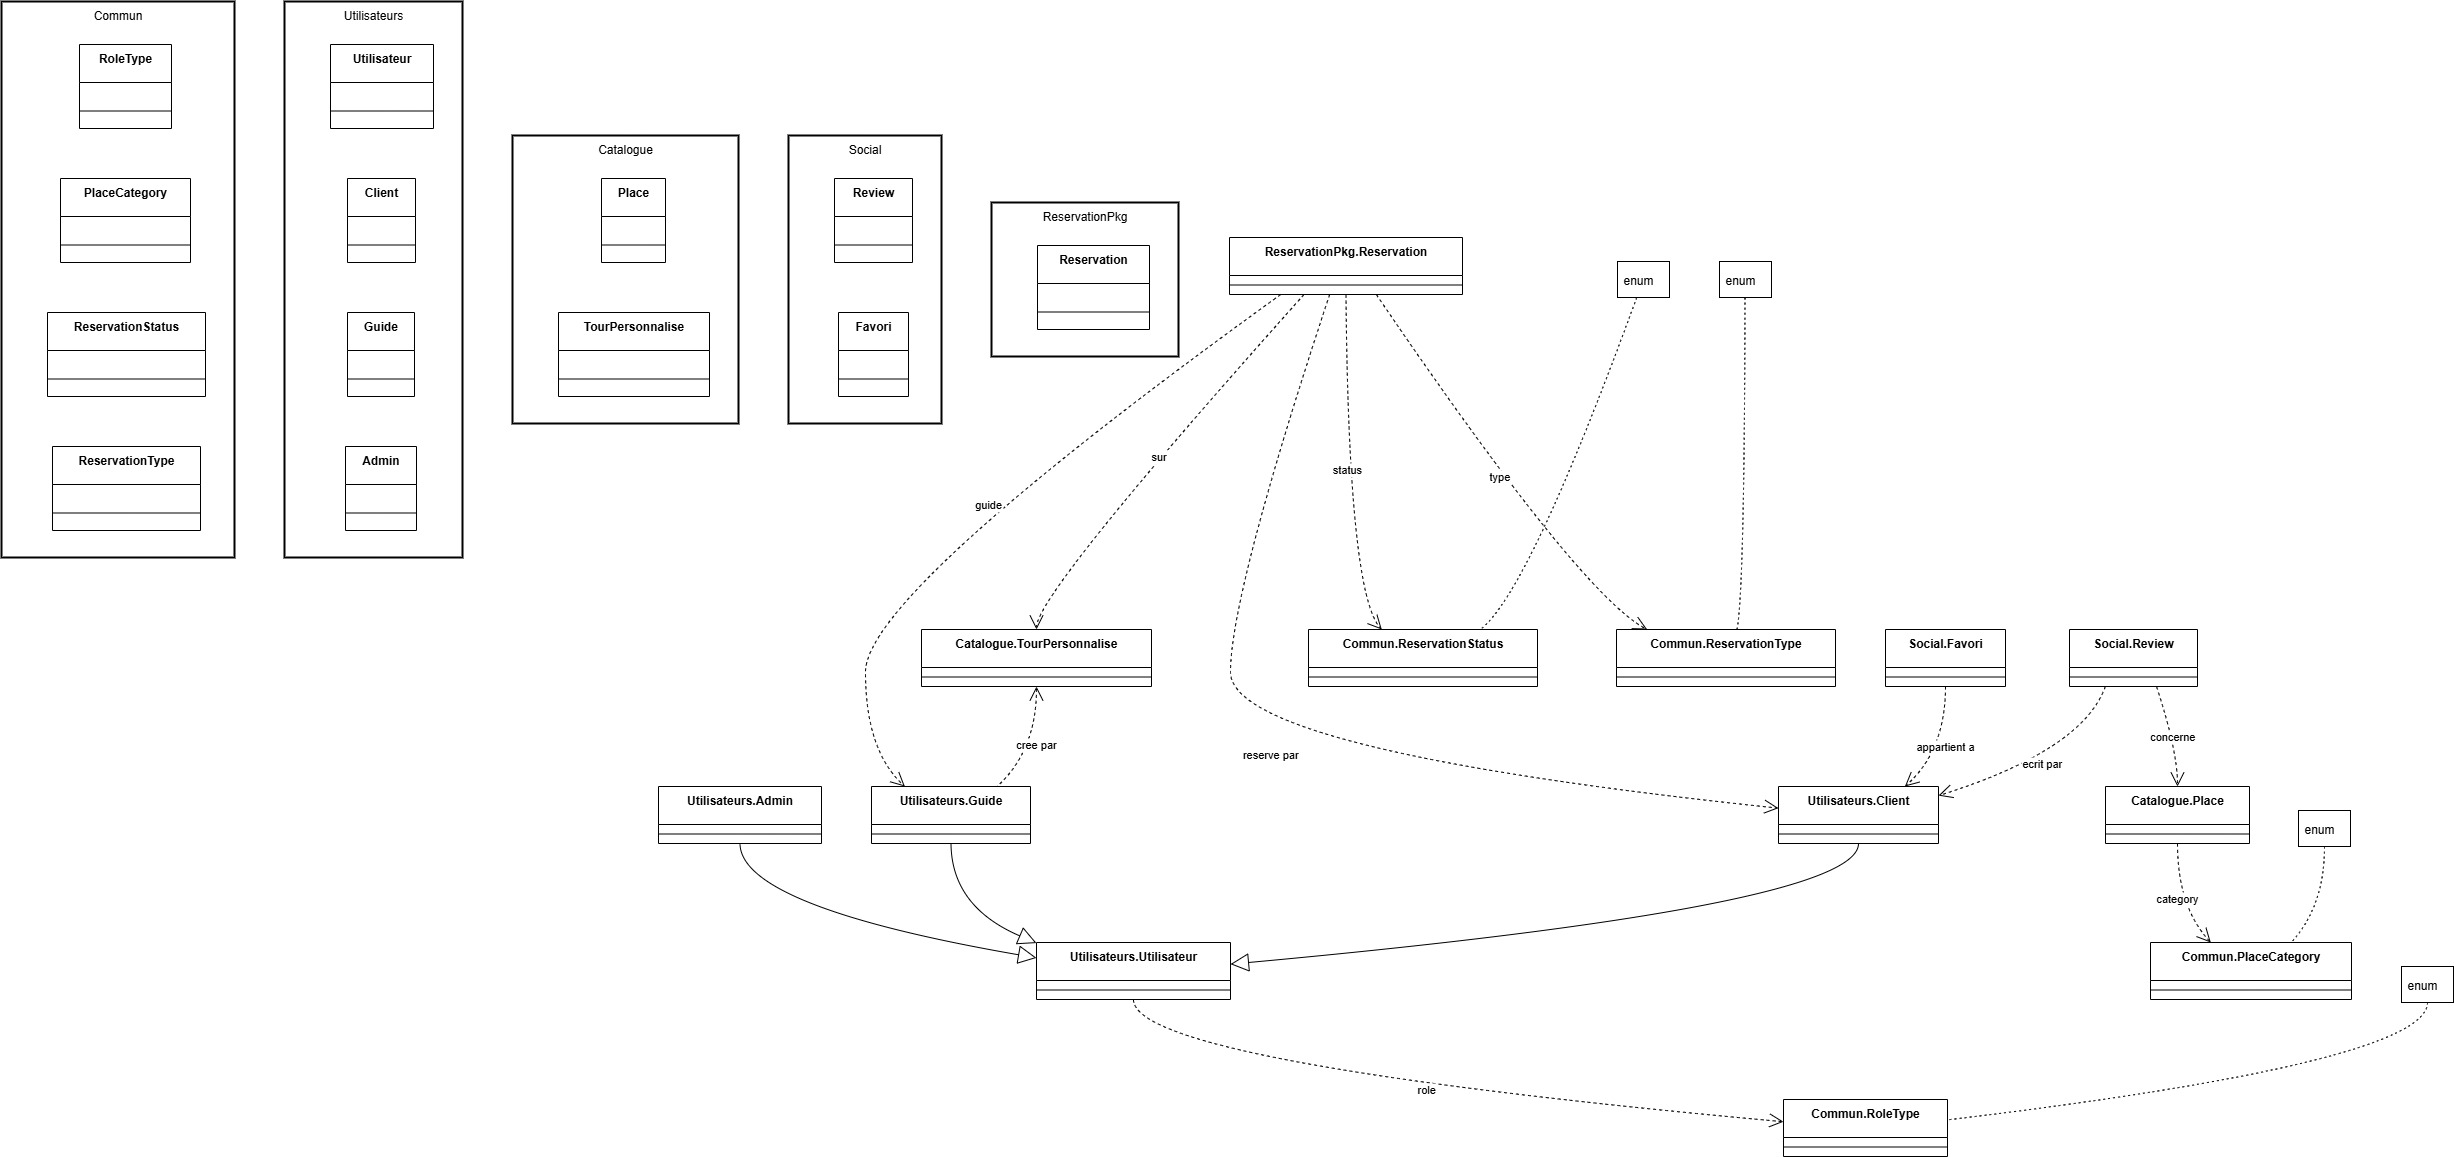 Commun
RoleType
PlaceCategory
ReservationStatus
ReservationType
Utilisateurs
Utilisateur
Client
Guide
Admin
Catalogue
Place
TourPersonnalise
Social
Review
Favori
ReservationPkg
Reservation
ReservationPkg.Reservation
enum
enum
sur
status
type
guide
Catalogue.TourPersonnalise
Commun.ReservationStatus
Commun.ReservationType
Social.Favori
Social.Review
cree par
reserve par
appartient a
ecrit par
concerne
Utilisateurs.Admin
Utilisateurs.Guide
Utilisateurs.Client
Catalogue.Place
enum
category
Utilisateurs.Utilisateur
Commun.PlaceCategory
enum
role
Commun.RoleType